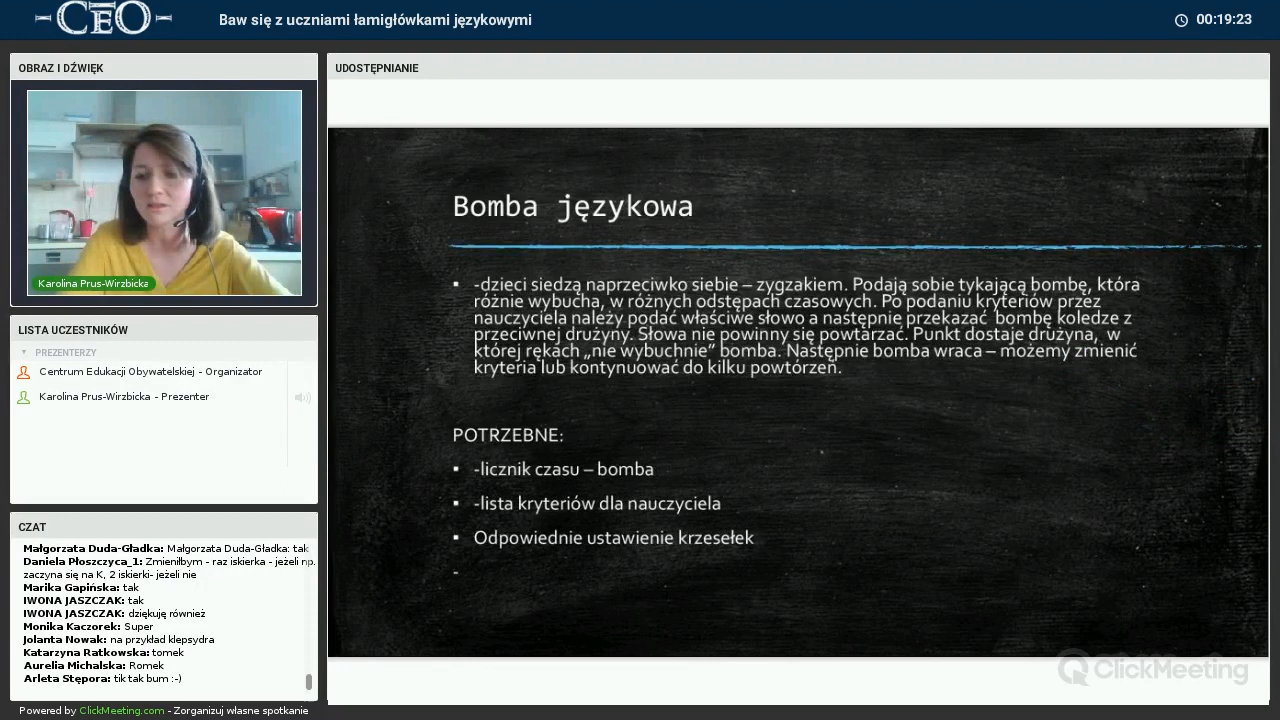 CEO
Baw się z uczniami łamigłówkami językowymi
00:19:23
OBRAZ I DŹWIĘK
Karolina Prus-Wirzbicka
LISTA UCZESTNIKÓW
PREZENTERZY
Centrum Edukacji Obywatelskiej - Organizator
Karolina Prus-Wirzbicka - Prezenter
CZAT
Małgorzata Duda-Gładka: Małgorzata Duda-Gładka: tak
Daniela Płoszczyca_1: Zmieniłbym - raz iskierka - jeżeli np.
zaczyna się na K, 2 iskierki- jeżeli nie
Marika Gapińska: tak
IWONA JASZCZAK: tak
IWONA JASZCZAK: dziękuję również
Monika Kaczorek: Super
Jolanta Nowak: na przykład klepsydra
Katarzyna Ratkowska: tomek
Aurelia Michalska: Romek
Arleta Stępora: tik tak bum :-)
Powered by ClickMeeting.com - Zorganizuj własne spotkanie
UDOSTĘPNIANIE
Bomba językowa
▪ -dzieci siedzą naprzeciwko siebie – zygzakiem. Podają sobie tykającą bombę, która
różnie wybucha, w różnych odstępach czasowych. Po podaniu kryteriów przez
nauczyciela należy podać właściwe słowo a następnie przekazać bombę koledze z
przeciwnej drużyny. Słowa nie powinny się powtarzać. Punkt dostaje drużyna, w
której rękach „nie wybuchnie” bomba. Następnie bomba wraca – możemy zmienić
kryteria lub kontynuować do kilku powtórzeń.
POTRZEBNE:
▪ -licznik czasu – bomba
▪ -lista kryteriów dla nauczyciela
▪ Odpowiednie ustawienie krzesełek
-
ClickMeeting